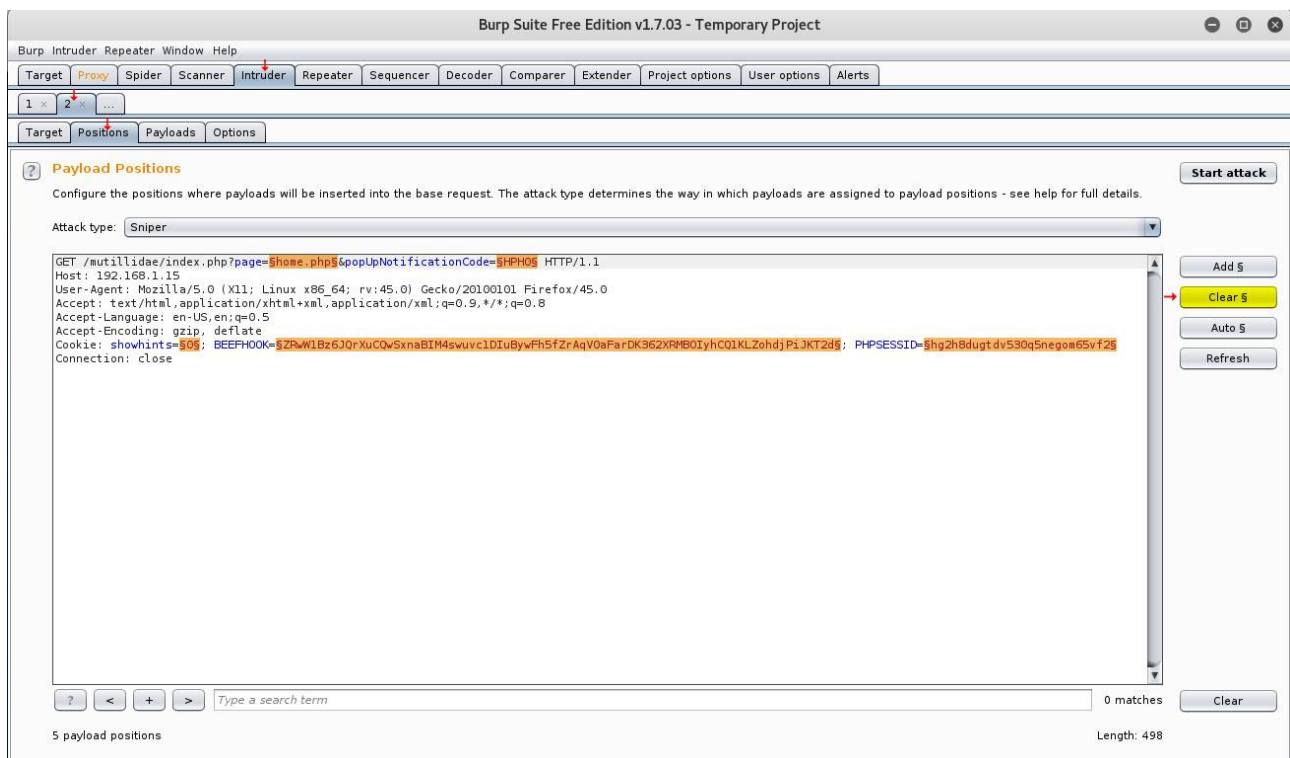 Burp Suite Free Edition v1.7.03 - Temporary Project
Burp Intruder Repeater Window Help
Target Proxy Spider Scanner Intruder Repeater Sequencer Decoder Comparer Extender Project options User options Alerts
1 × 2 × ...
Target Positions Payloads Options
? Payload Positions
Start attack
Configure the positions where payloads will be inserted into the base request. The attack type determines the way in which payloads are assigned to payload positions - see help for full details.
Attack type: Sniper
GET /mutillidae/index.php?page=§home.php§&popUpNotificationCode=§HPH0§ HTTP/1.1
Host: 192.168.1.15
User-Agent: Mozilla/5.0 (X11; Linux x86_64; rv:45.0) Gecko/20100101 Firefox/45.0
Accept: text/html,application/xhtml+xml,application/xml;q=0.9,*/*;q=0.8
Accept-Language: en-US,en;q=0.5
Accept-Encoding: gzip, deflate
Cookie: showhints=§0§; BEEFHOOK=§ZRwW1Bz6JQrXuCQwSxnaBIM4swuvc1DIuBywFh5fZrAqV0aFarDK362XRMBOIyhCQ1KLZohdjPiJKT2d§; PHPSESSID=§hg2h8dugtdv530q5negom65vf2§
Connection: close
Add §
Clear §
Auto §
Refresh
? < + > Type a search term 0 matches Clear
5 payload positions Length: 498